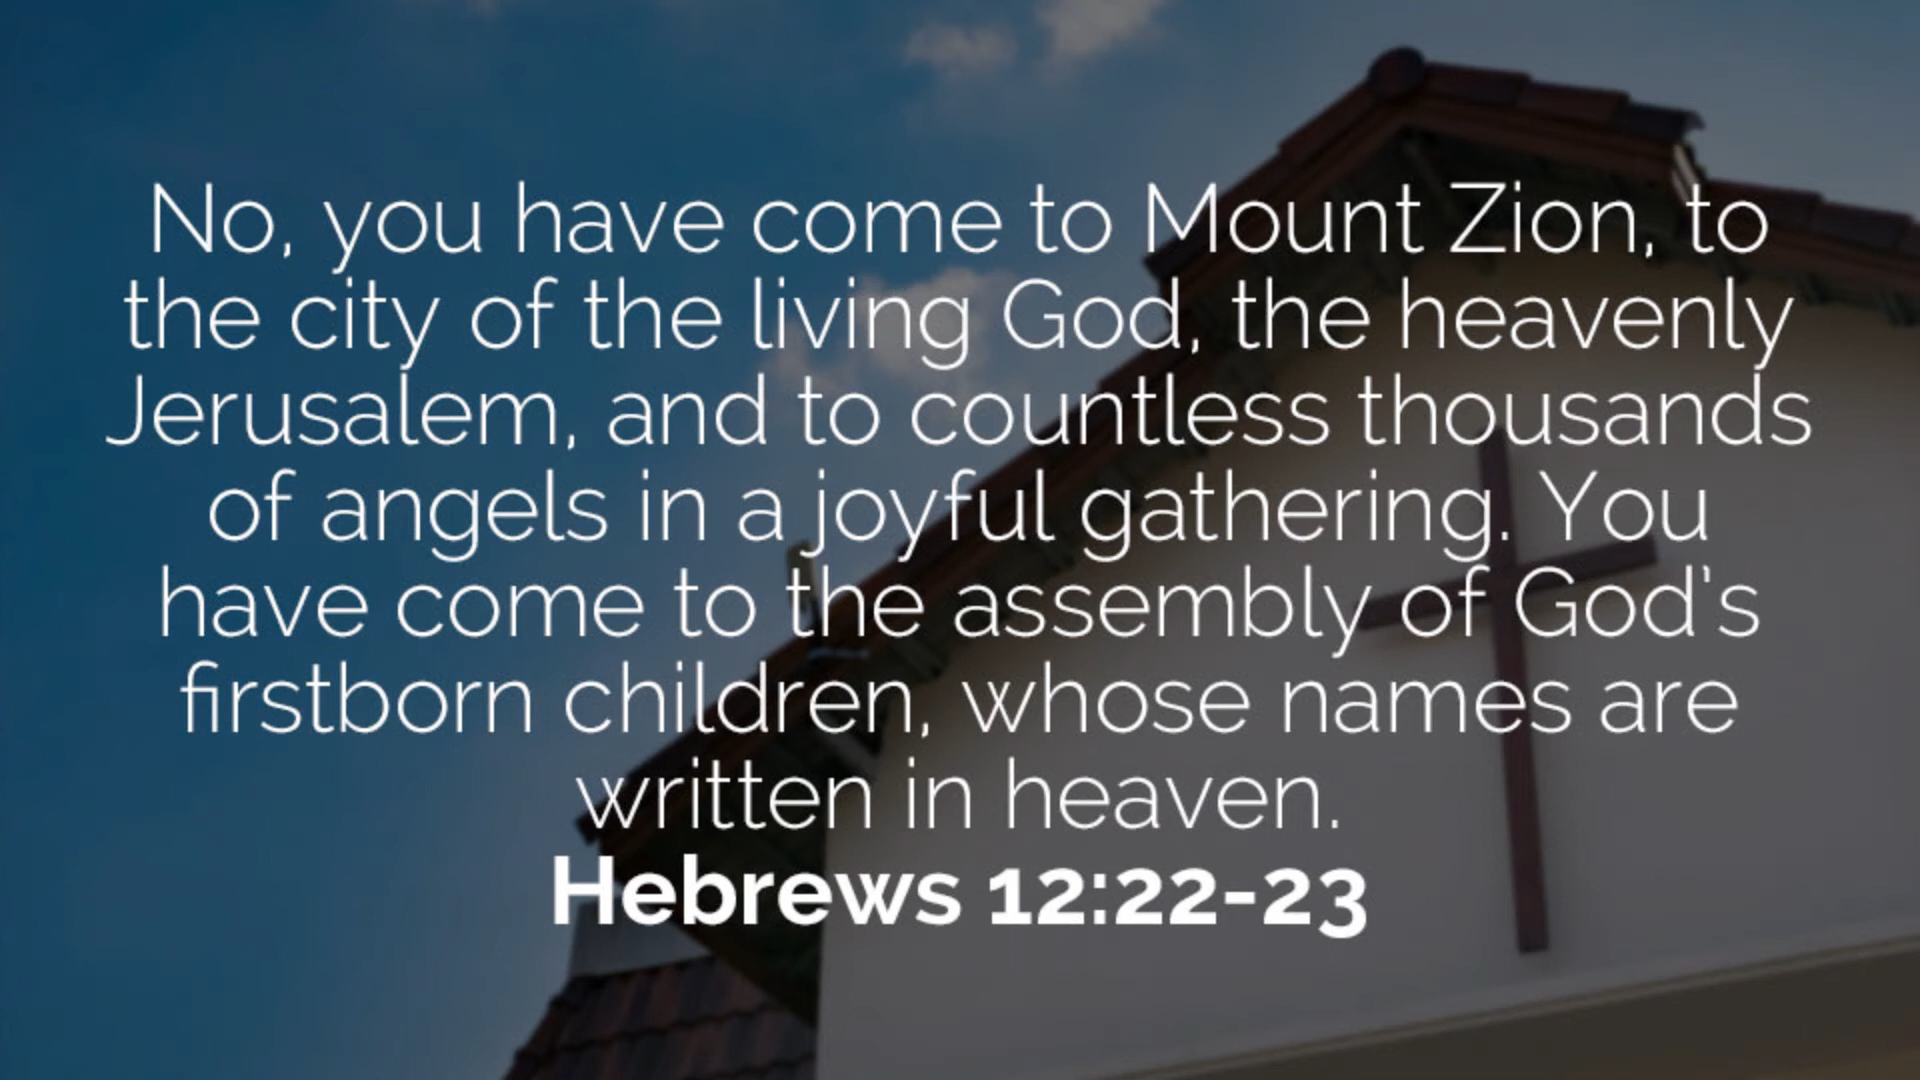 No, you have come to Mount Zion, to
the city of the living God, the heavenly
Jerusalem, and to countless thousands
of angels in a joyful gathering. You
have come to the assembly of God's
firstborn children, whose names are
written in heaven.
Hebrews 12:22-23